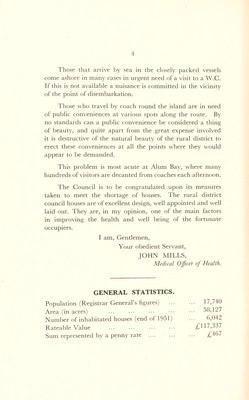 4
Those that arrive by sea in the closely packed vessels
come ashore in many cases in urgent need of a visit to a W.C.
If this is not available a nuisance is committed in the vicinity
of the point of disembarkation.
Those who travel by coach round the island are in need
of public conveniences at various spots along the route. By
no standards can a public convenience be considered a thing
of beauty, and quite apart from the great expense involved
it is destructive of the natural beauty of the rural district to
erect these conveniences at all the points where they would
appear to be demanded.
This problem is most acute at Alum Bay, where many
hundreds of visitors are decanted from coaches each afternoon.
The Council is to be congratulated upon its measures
taken to meet the shortage of houses. The rural district
council houses are of excellent design, well appointed and well
laid out. They are, in my opinion, one of the main factors
in improving the health and well being of the fortunate
occupiers.
I am, Gentlemen,
Your obedient Servant,
JOHN MILLS,
Medical Officer of Health.
GENERAL STATISTICS.
Population (Registrar General's figures) ... ... 17,740
Area (in acres) ... ... ... ... 58,127
Number of inhabited houses (end of 1951) ... 6,042
Rateable Value ... ... ... ... £117,337
Sum represented by a penny rate ... ... £467